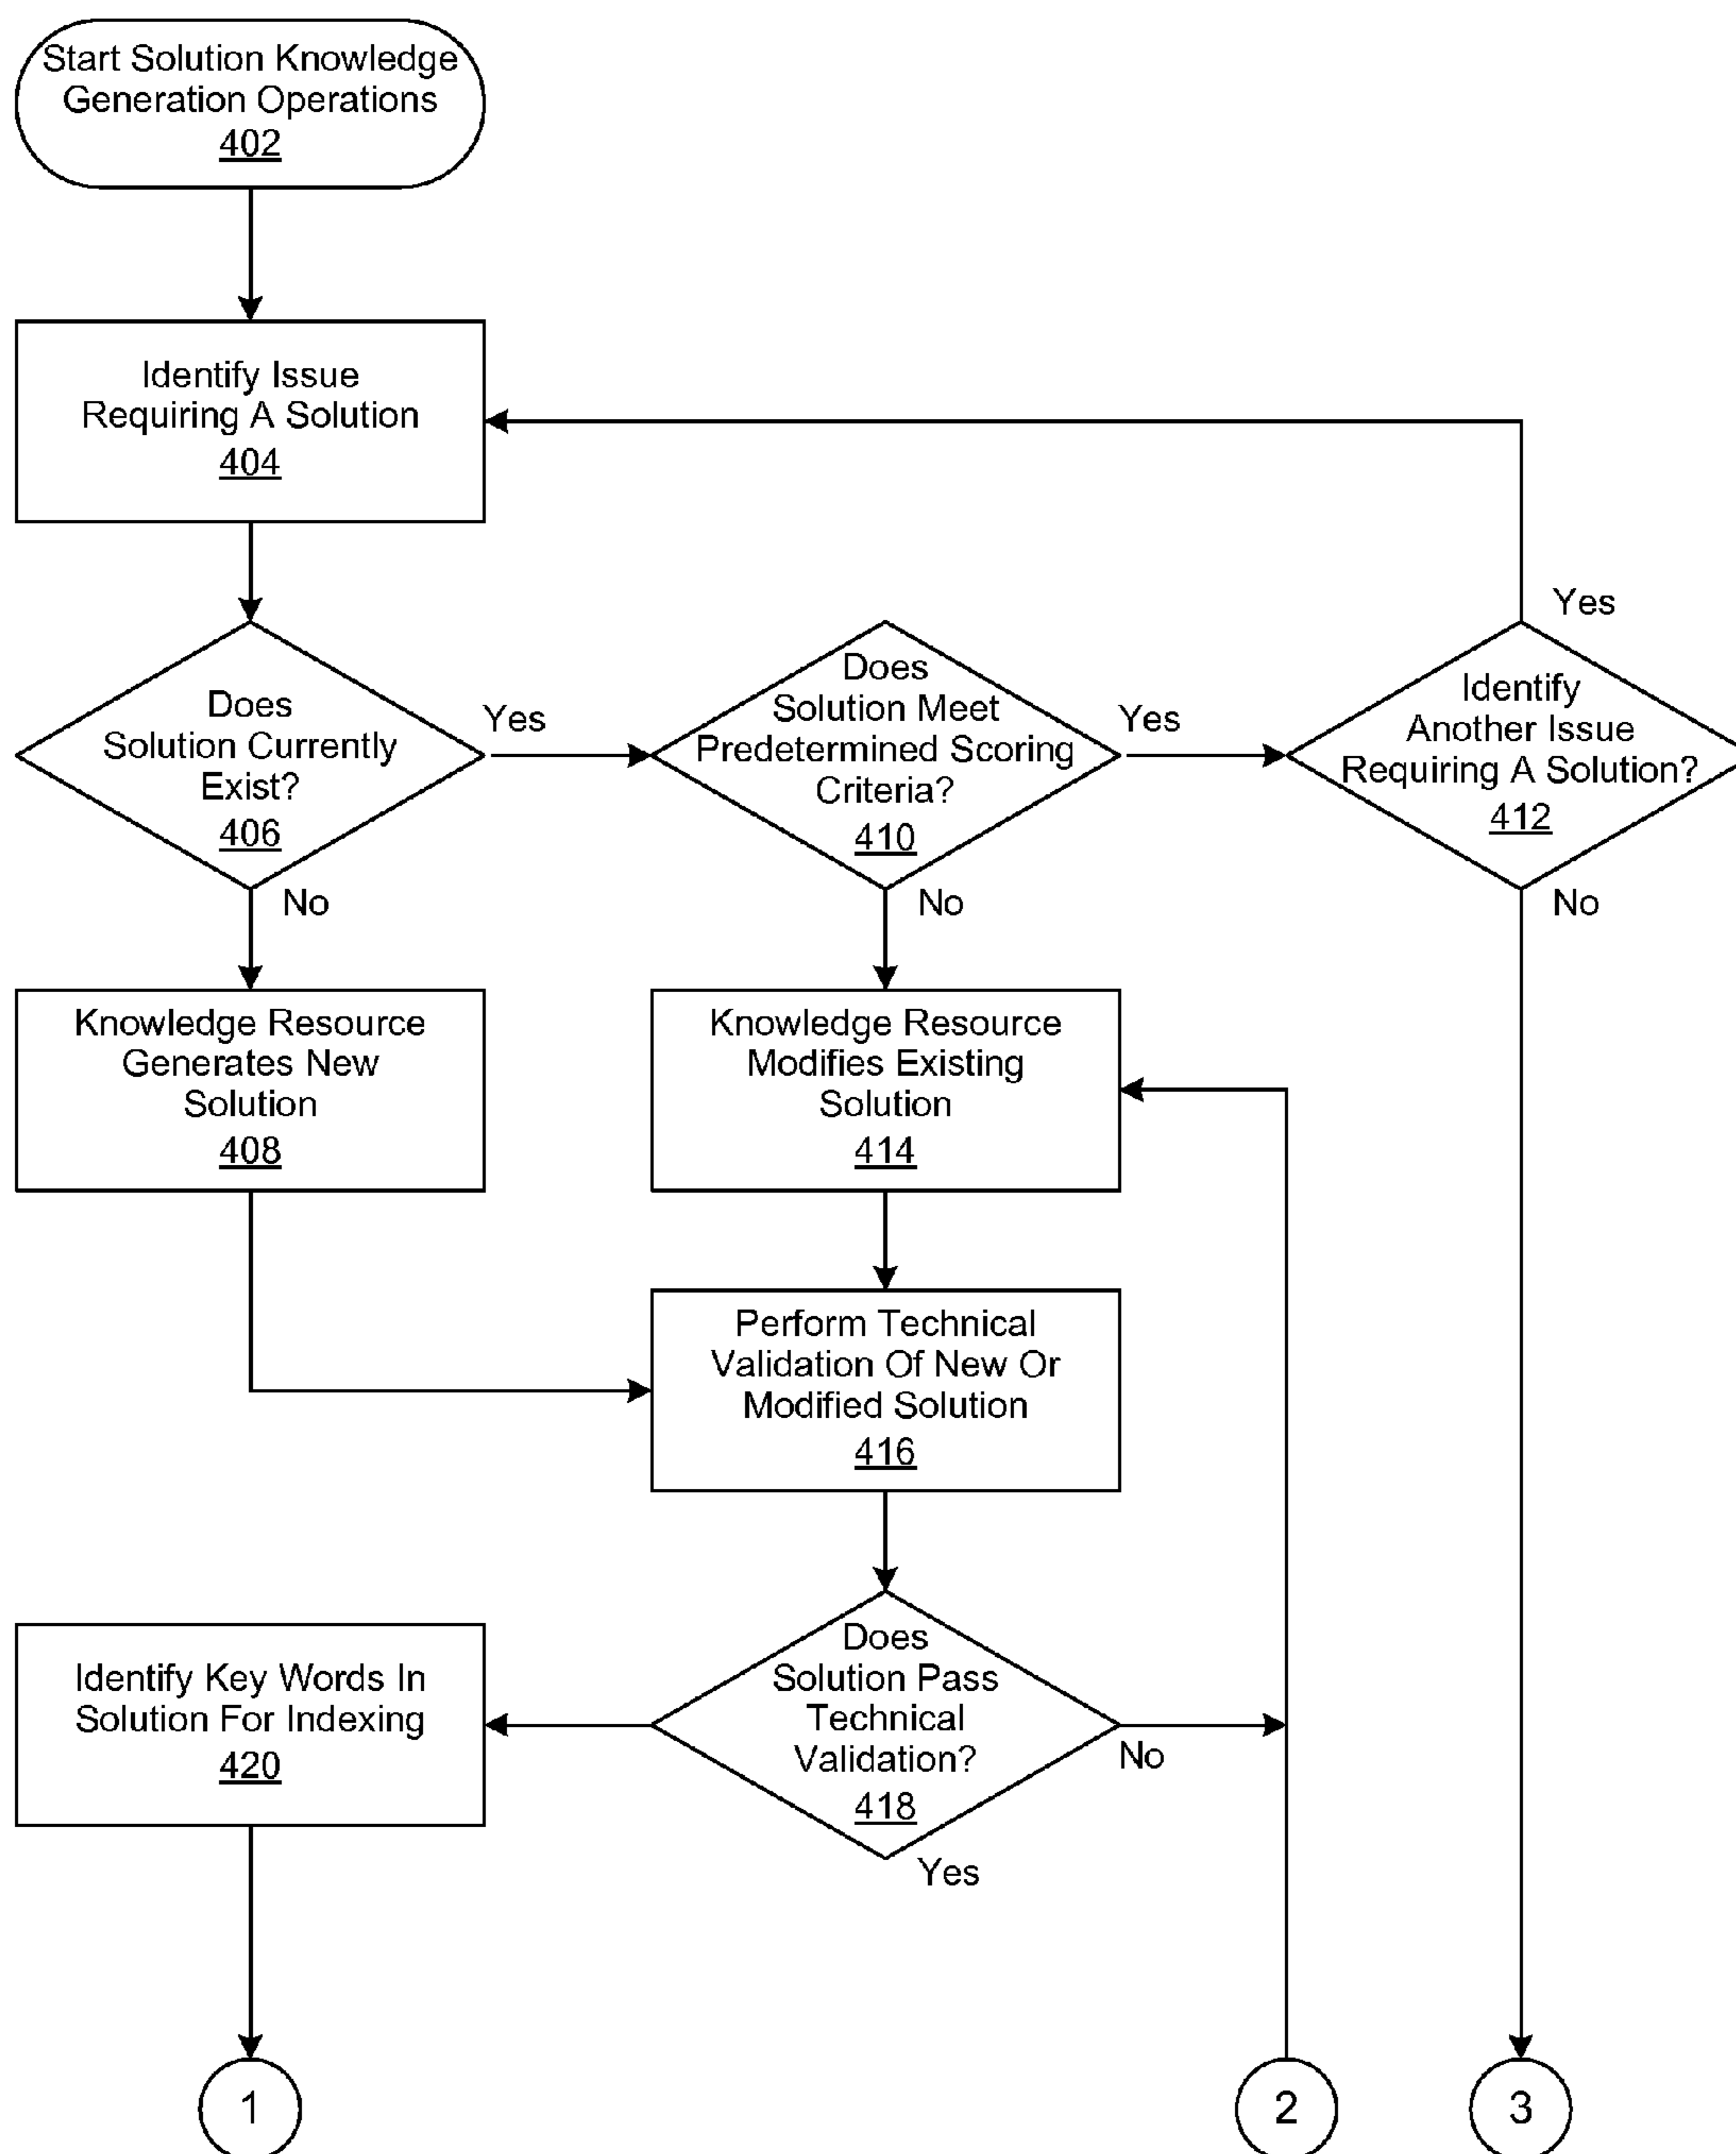 Start Solution Knowledge
Generation Operations
402
Identify Issue
Requiring A Solution
404
Does
Solution Currently
Exist?
406
Yes
No
Does
Solution Meet
Predetermined Scoring
Criteria?
410
Yes
No
Identify
Another Issue
Requiring A Solution?
412
Yes
No
Knowledge Resource
Generates New
Solution
408
Knowledge Resource
Modifies Existing
Solution
414
Perform Technical
Validation Of New Or
Modified Solution
416
Does
Solution Pass
Technical
Validation?
418
No
Yes
Identify Key Words In
Solution For Indexing
420
1
2
3